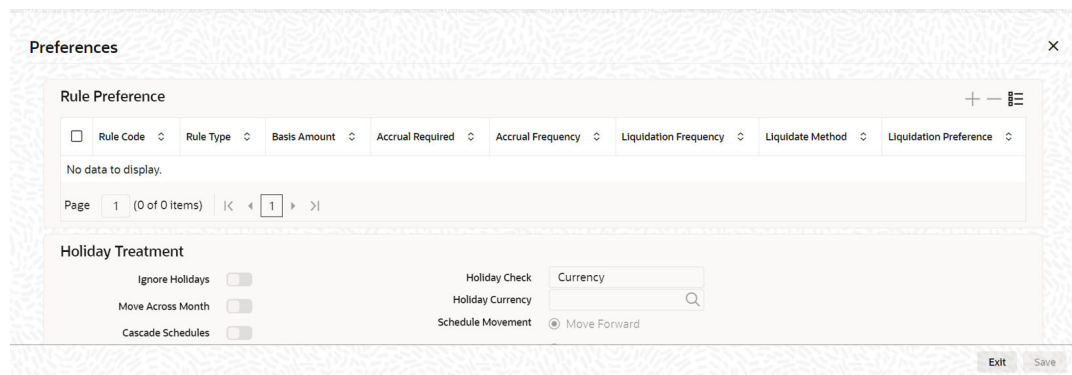 Preferences
Rule Preference
Rule Code Rule Type Basis Amount Accrual Required Accrual Frequency Liquidation Frequency Liquidate Method Liquidation Preference
No data to display.
Page 1 (0 of 0 items) 1
Holiday Treatment
Ignore Holidays Holiday Check Currency
Move Across Month Holiday Currency
Cascade Schedules Schedule Movement Move Forward
Exit Save